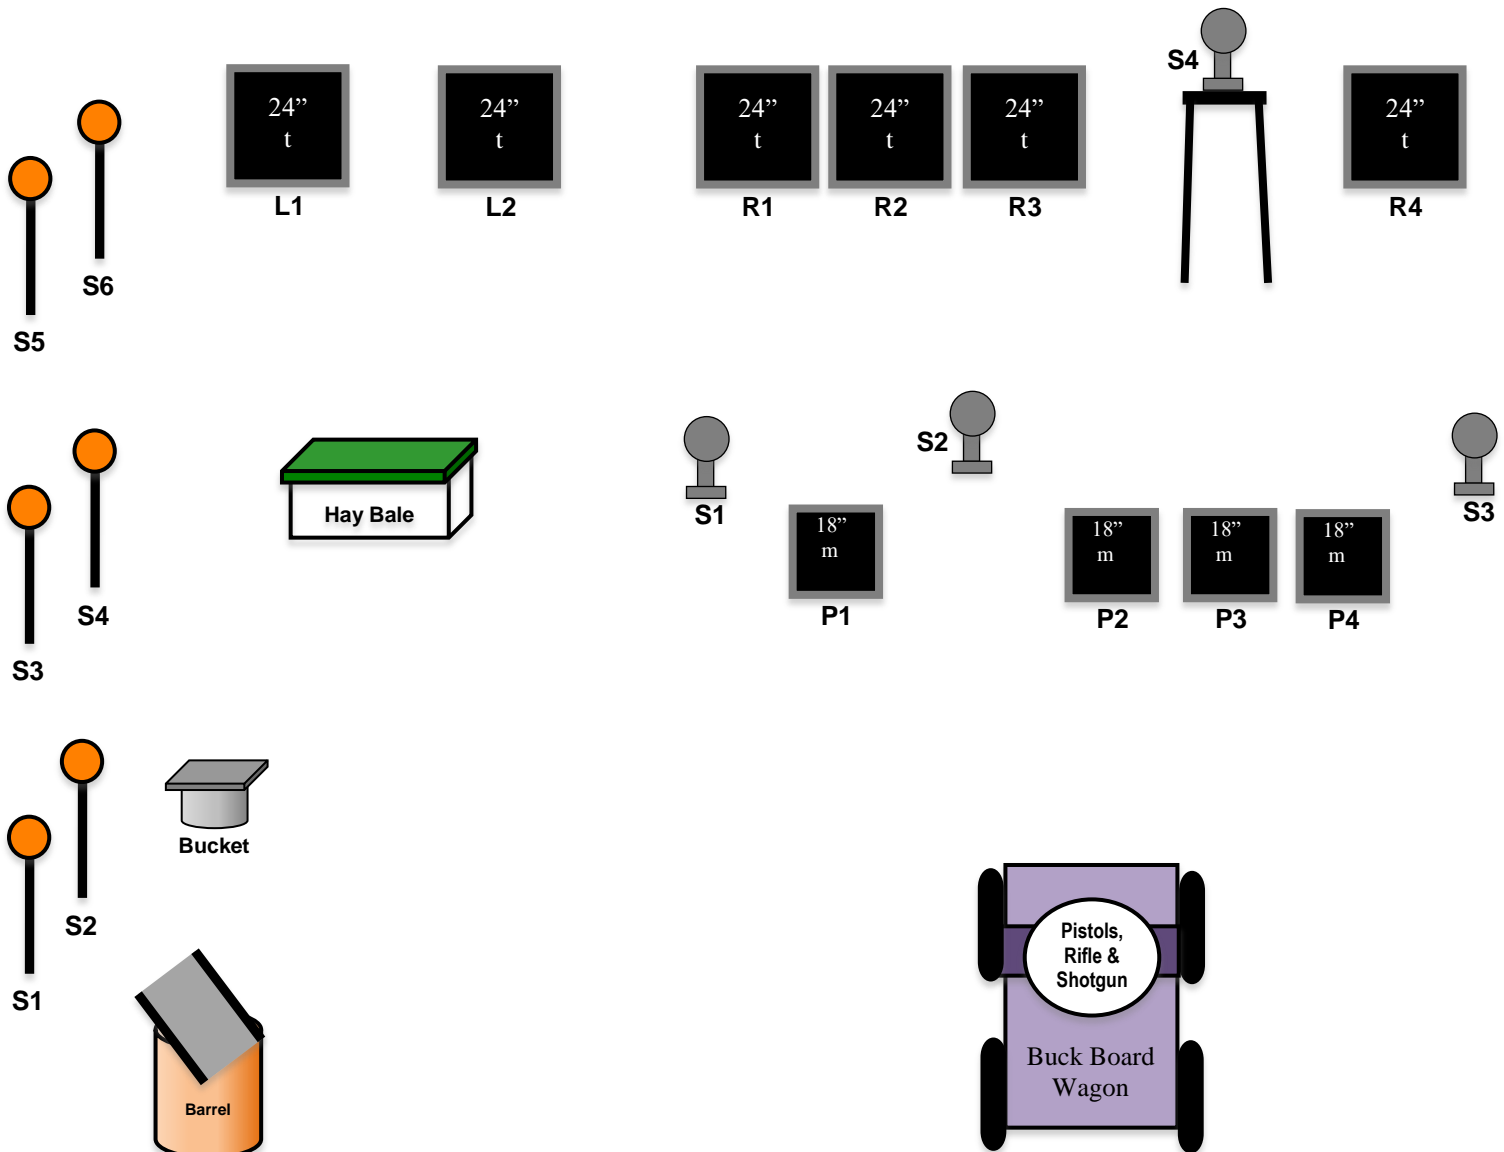 S4
24”
t
24”
t
24”
t
24”
t
24”
t
24”
t
L1
L2
R1
R2
R3
R4
S6
S5
S2
Hay Bale
S1
S3
18”
m
18”
m
18”
m
18”
m
S4
P1
P2
P3
P4
S3
Bucket
S2
S1
Pistols,
Rifle &
Shotgun
Buck Board
Wagon
Barrel